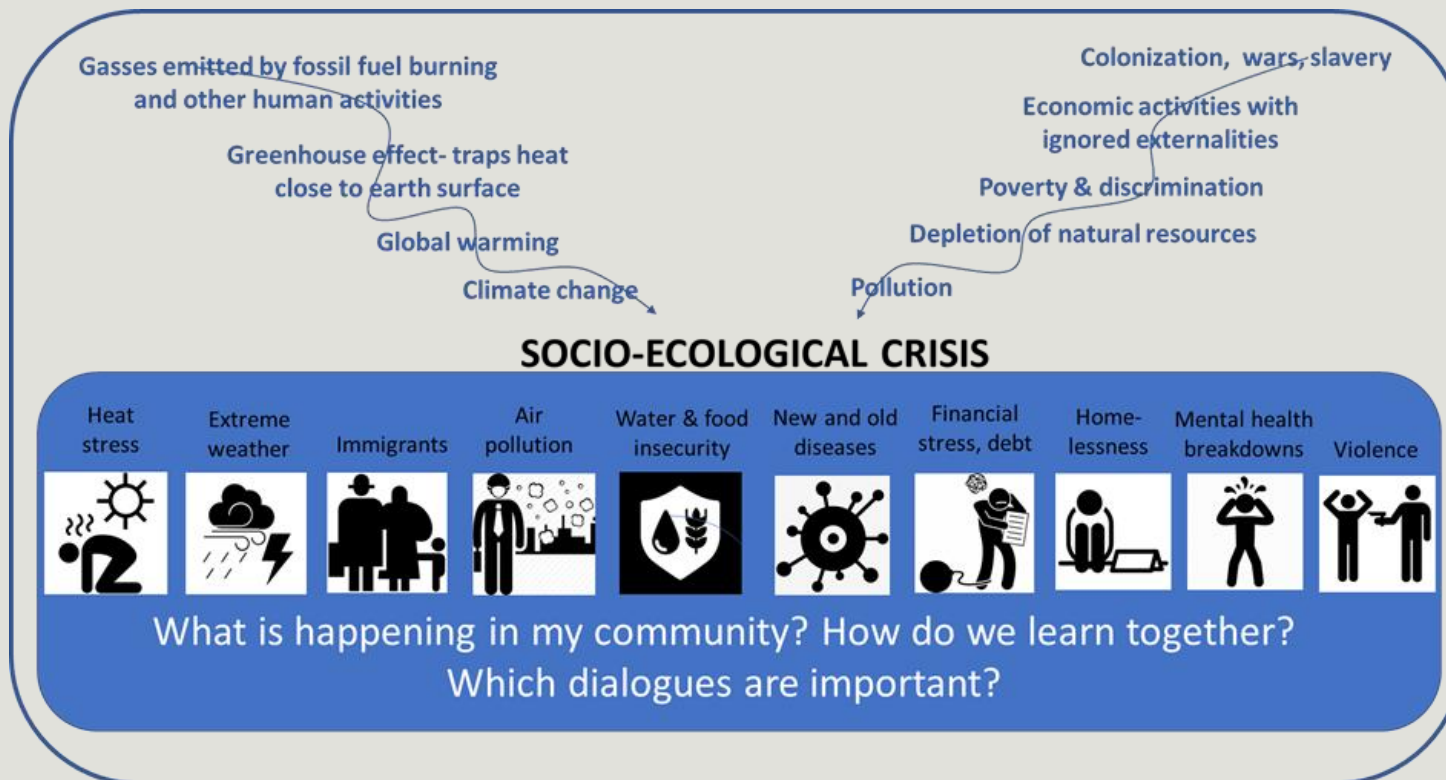 Gasses emitted by fossil fuel burning
and other human activities
Greenhouse effect- traps heat
close to earth surface
Global warming
Climate change
Colonization, wars, slavery
Economic activities with
ignored externalities
Poverty & discrimination
Depletion of natural resources
Pollution
SOCIO-ECOLOGICAL CRISIS
Heat
stress
Extreme
weather
Immigrants
Air
pollution
Water & food
insecurity
New and old
diseases
Financial
stress, debt
Home-
lessness
Mental health
breakdowns
Violence
What is happening in my community? How do we learn together?
Which dialogues are important?